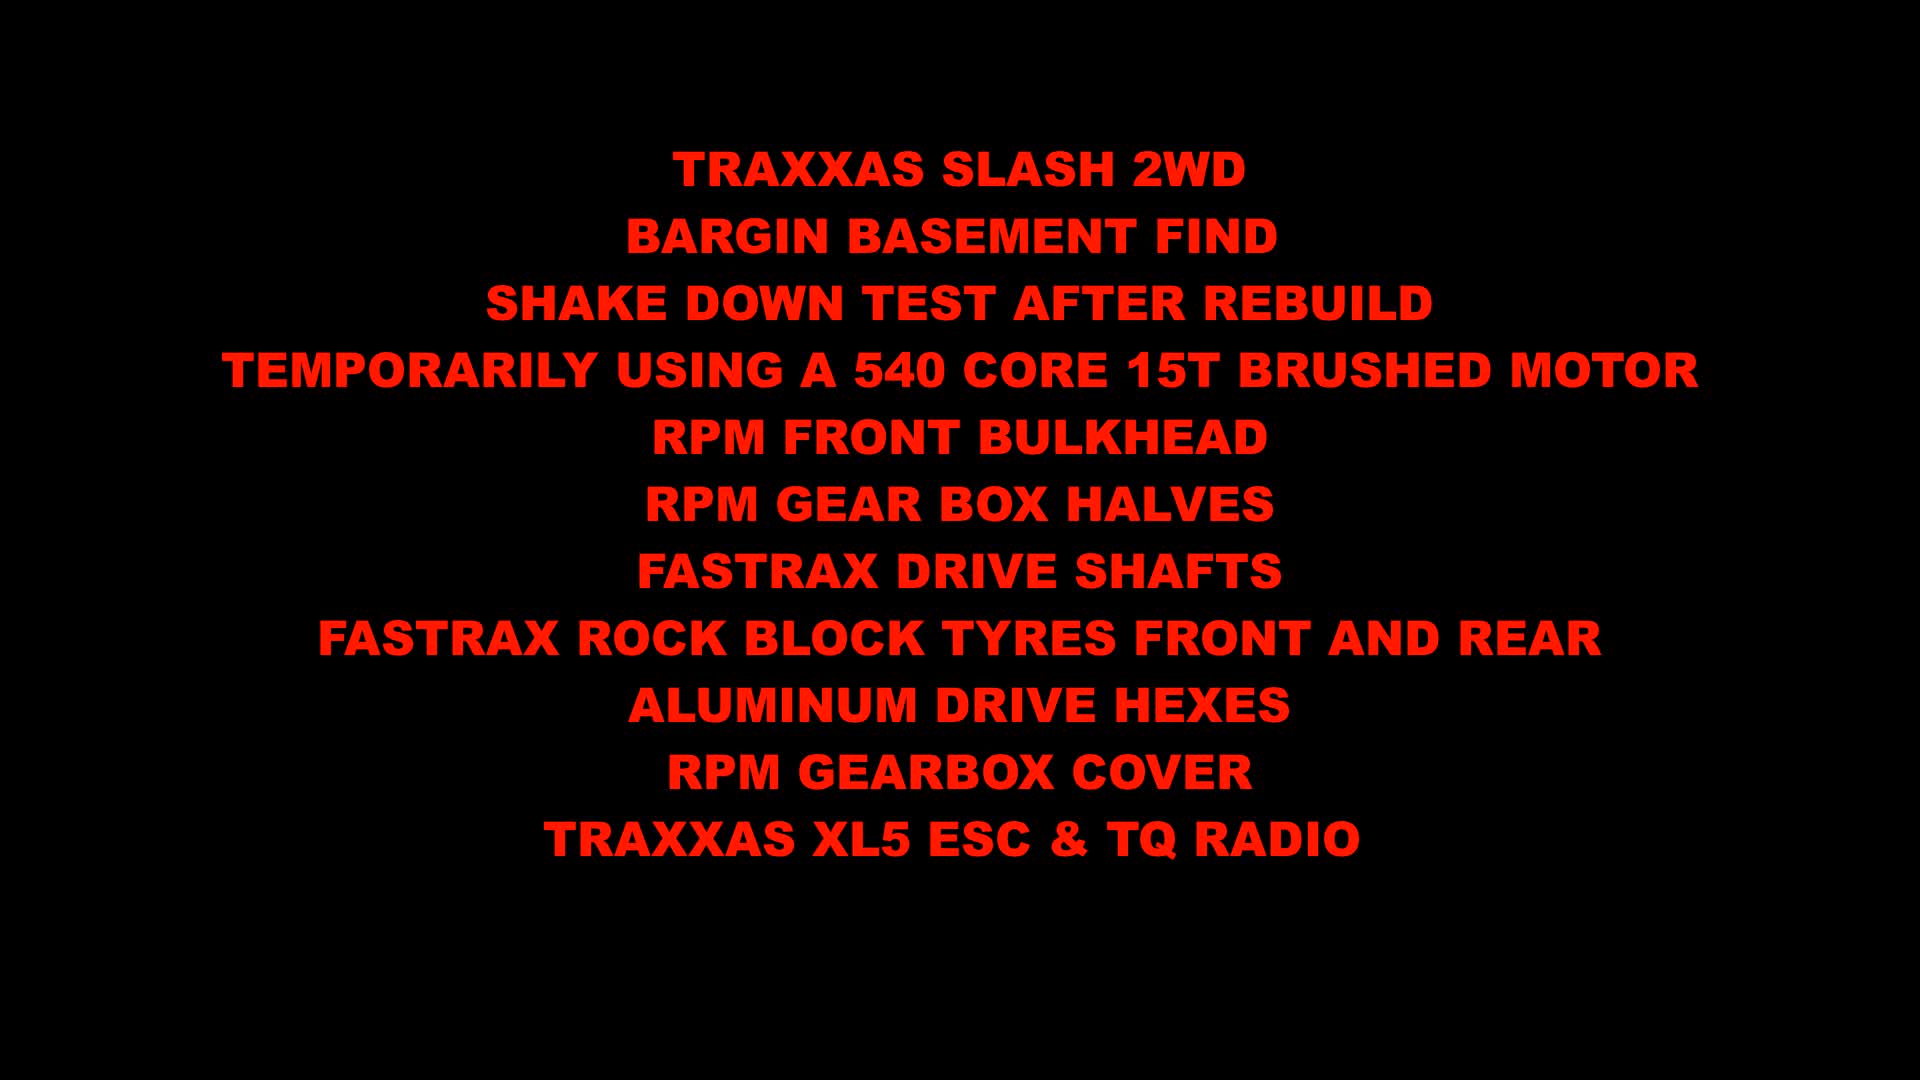 TRAXXAS SLASH 2WD
BARGIN BASEMENT FIND
SHAKE DOWN TEST AFTER REBUILD
TEMPORARILY USING A 540 CORE 15T BRUSHED MOTOR
RPM FRONT BULKHEAD
RPM GEAR BOX HALVES
FASTRAX DRIVE SHAFTS
FASTRAX ROCK BLOCK TYRES FRONT AND REAR
ALUMINUM DRIVE HEXES
RPM GEARBOX COVER
TRAXXAS XL5 ESC & TQ RADIO